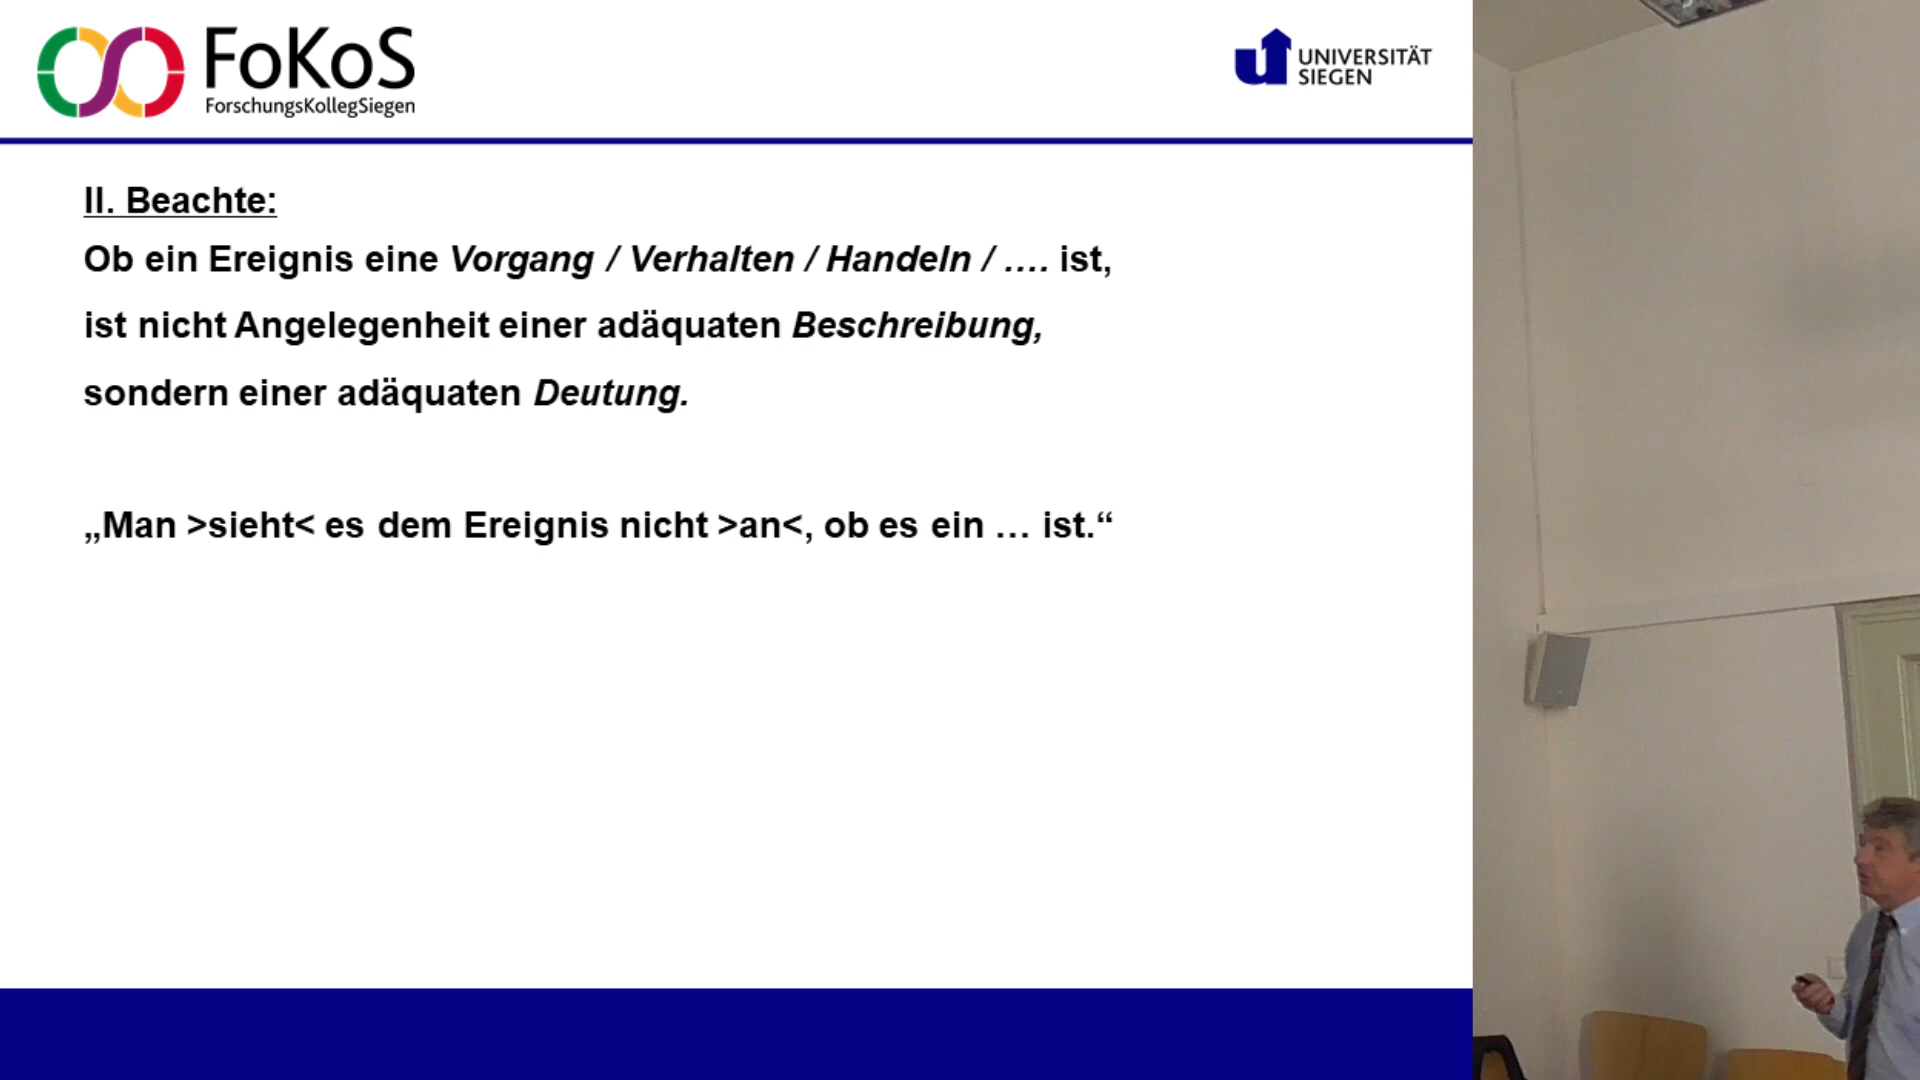 FoKoS
ForschungsKollegSiegen
UNIVERSITÄT
SIEGEN
II. Beachte:
Ob ein Ereignis eine Vorgang / Verhalten / Handeln / …. ist,
ist nicht Angelegenheit einer adäquaten Beschreibung,
sondern einer adäquaten Deutung.
„Man >sieht< es dem Ereignis nicht >an<, ob es ein … ist.“